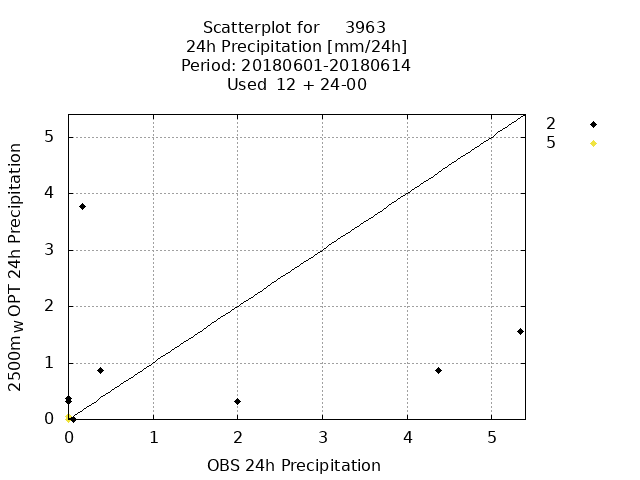 Scatterplot for     3963
24h Precipitation [mm/24h]
Period: 20180601-20180614
Used  12 + 24-00
2
5
5
4
3
2
1
0
2500m w OPT 24h Precipitation
0 1 2 3 4 5
OBS 24h Precipitation